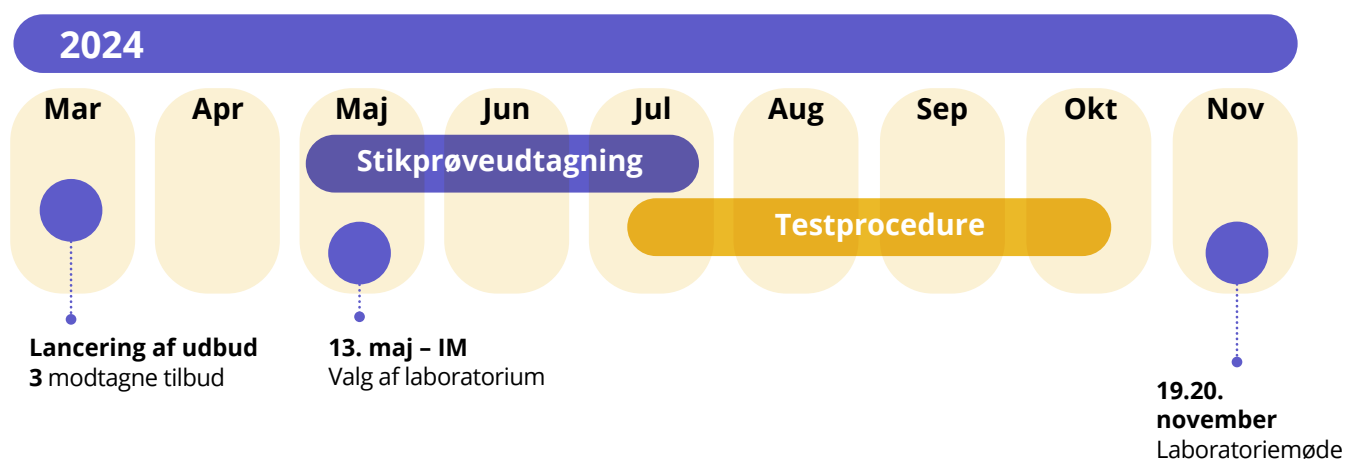 2024
Mar Apr Maj Jun Jul Aug Sep Okt Nov
Stikprøveudtagning
Testprocedure
Lancering af udbud
3 modtagne tilbud
13. maj – IM
Valg af laboratorium
19.20.
november
Laboratoriemøde